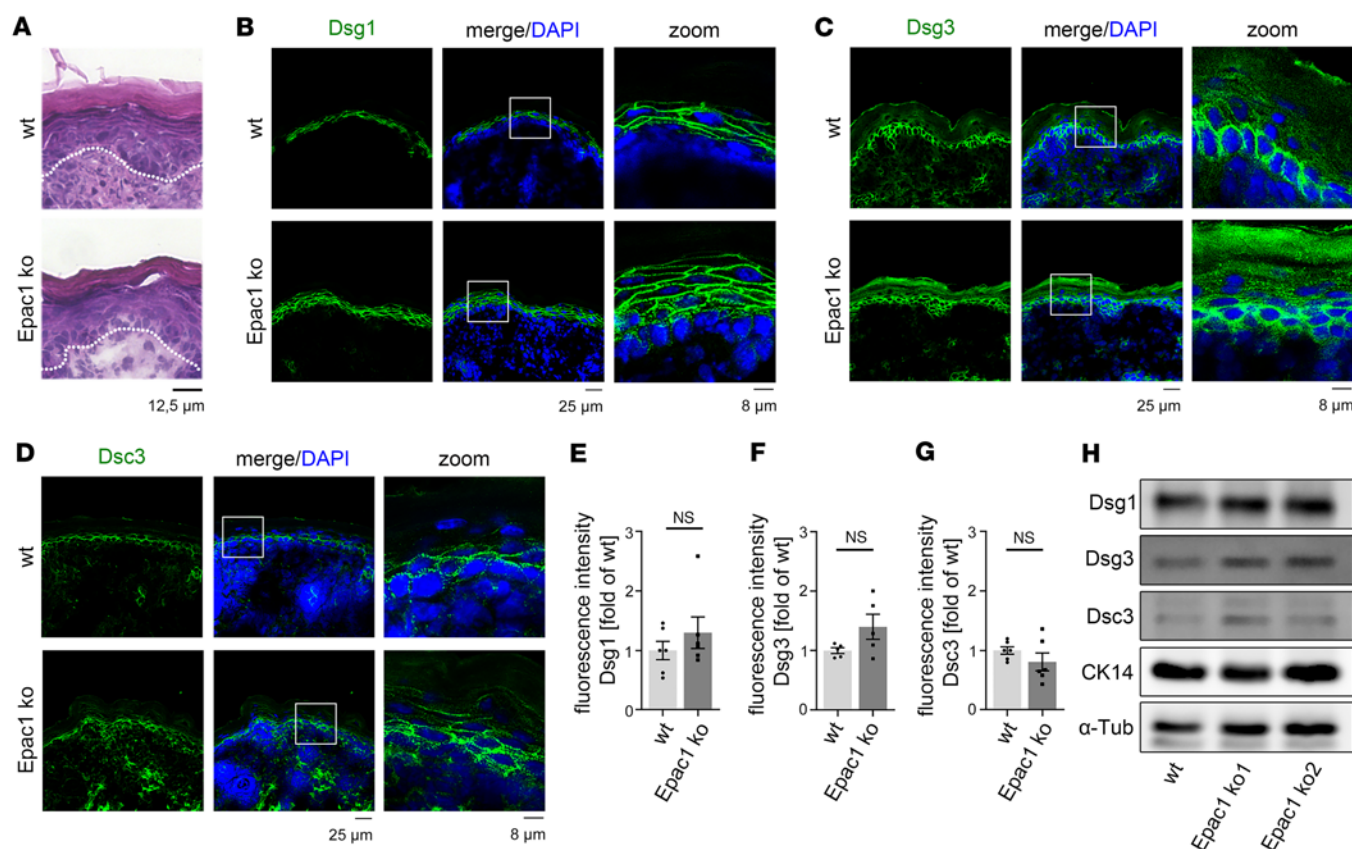 A
wt
Epac1 ko
12,5 µm
B
Dsg1
merge/DAPI
zoom
wt
Epac1 ko
25 µm
8 µm
C
Dsg3
merge/DAPI
zoom
wt
Epac1 ko
25 µm
8 µm
D
Dsc3
merge/DAPI
zoom
wt
Epac1 ko
25 µm
8 µm
E
fluorescence intensity
Dsg1 [fold of wt]
NS
3
2
1
0
wt
Epac1 ko
F
fluorescence intensity
Dsg3 [fold of wt]
NS
3
2
1
0
wt
Epac1 ko
G
fluorescence intensity
Dsc3 [fold of wt]
NS
3
2
1
0
wt
Epac1 ko
H
Dsg1
Dsg3
Dsc3
CK14
α-Tub
wt
Epac1 ko1
Epac1 ko2